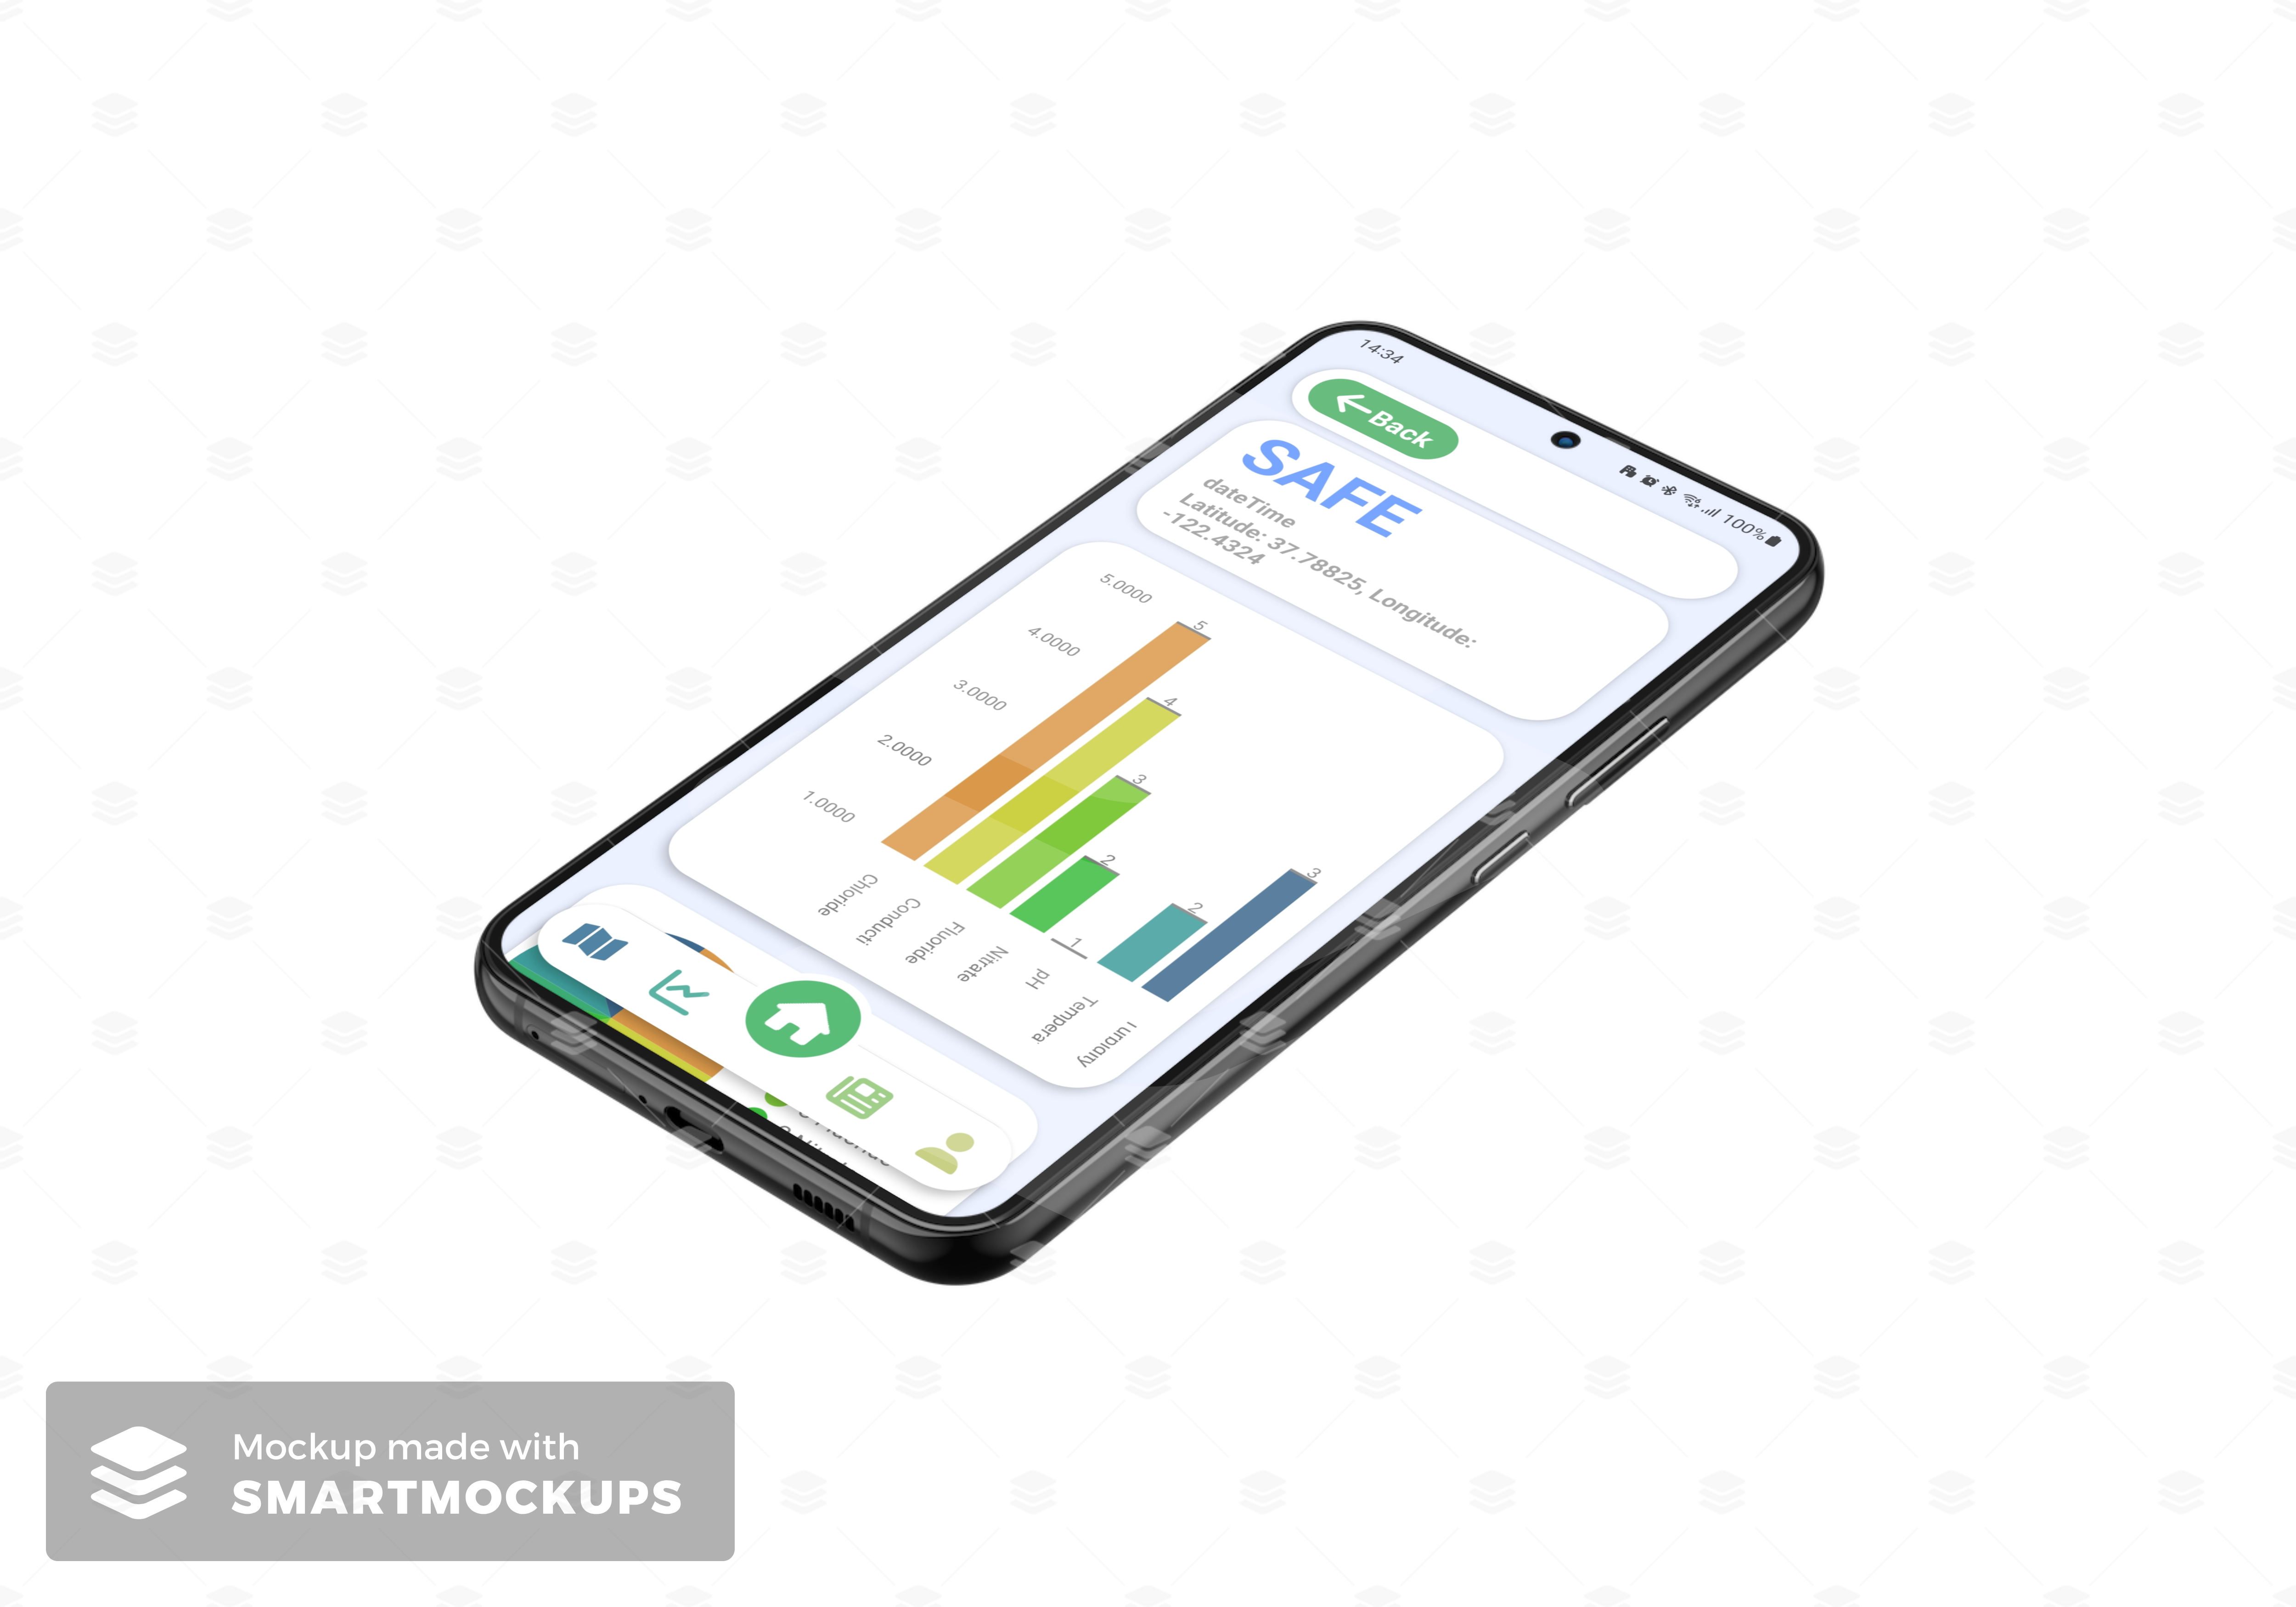 14:34
100%
Back
SAFE
dateTime
Latitude: 37.78825, Longitude:
-122.4324
5.0000
4.0000
3.0000
2.0000
1.0000
5
4
3
2
1
2
3
Chloride
Conducti
Fluoride
Nitrate
pH
Tempera
Turbidity
Mockup made with
SMARTMOCKUPS